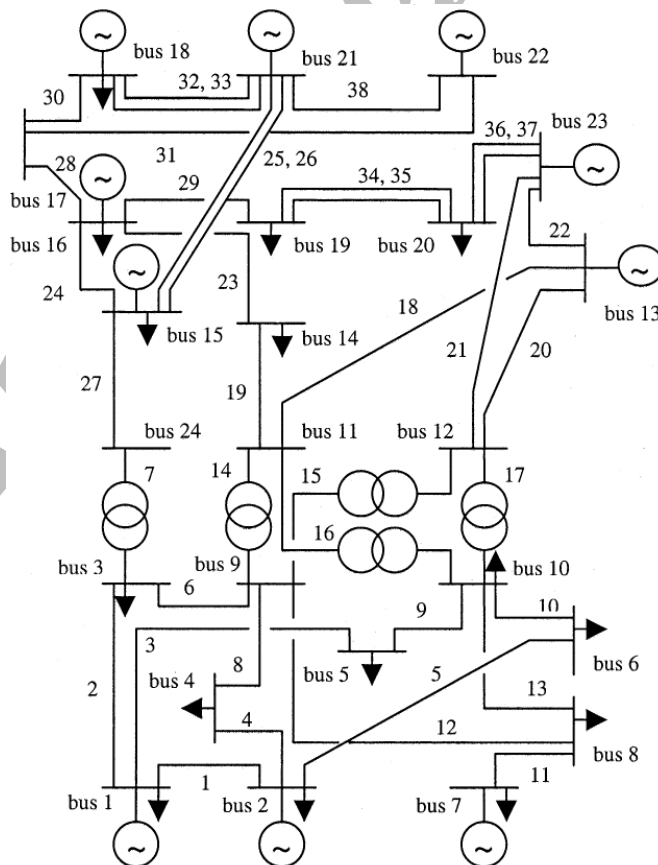 bus 18
bus 21
bus 22
32, 33
38
30
36, 37
bus 23
31
25, 26
28
34, 35
29
bus 17
bus 16
bus 19
bus 20
22
24
23
18
bus 13
bus 15
bus 14
21
20
27
19
bus 24
bus 11
bus 12
7
14
15
17
16
bus 3
bus 9
bus 10
6
9
10
3
bus 6
2
8
bus 4
bus 5
5
13
4
12
bus 8
1
11
bus 1
bus 2
bus 7
~
~
~
~
~
~
~
~
~
~